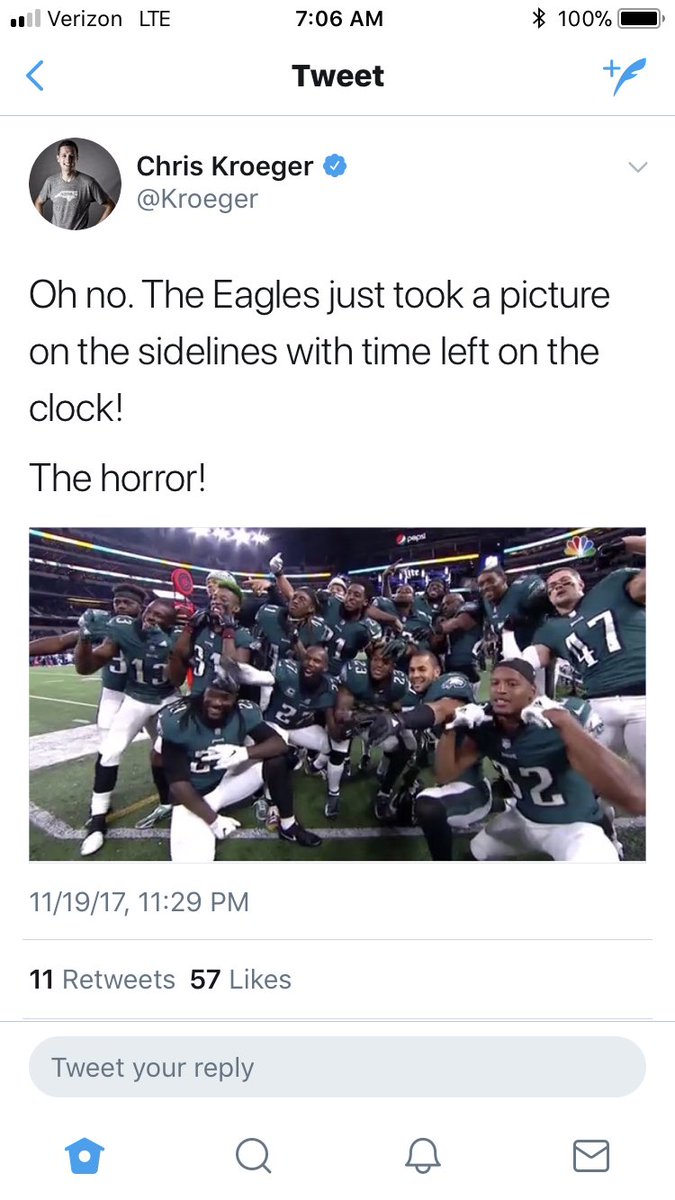 Verizon LTE 7:06 AM 100%
Tweet
Chris Kroeger
@Kroeger
Oh no. The Eagles just took a picture
on the sidelines with time left on the
clock!
The horror!
pepsi
31
47
32
11/19/17, 11:29 PM
11 Retweets 57 Likes
Tweet your reply